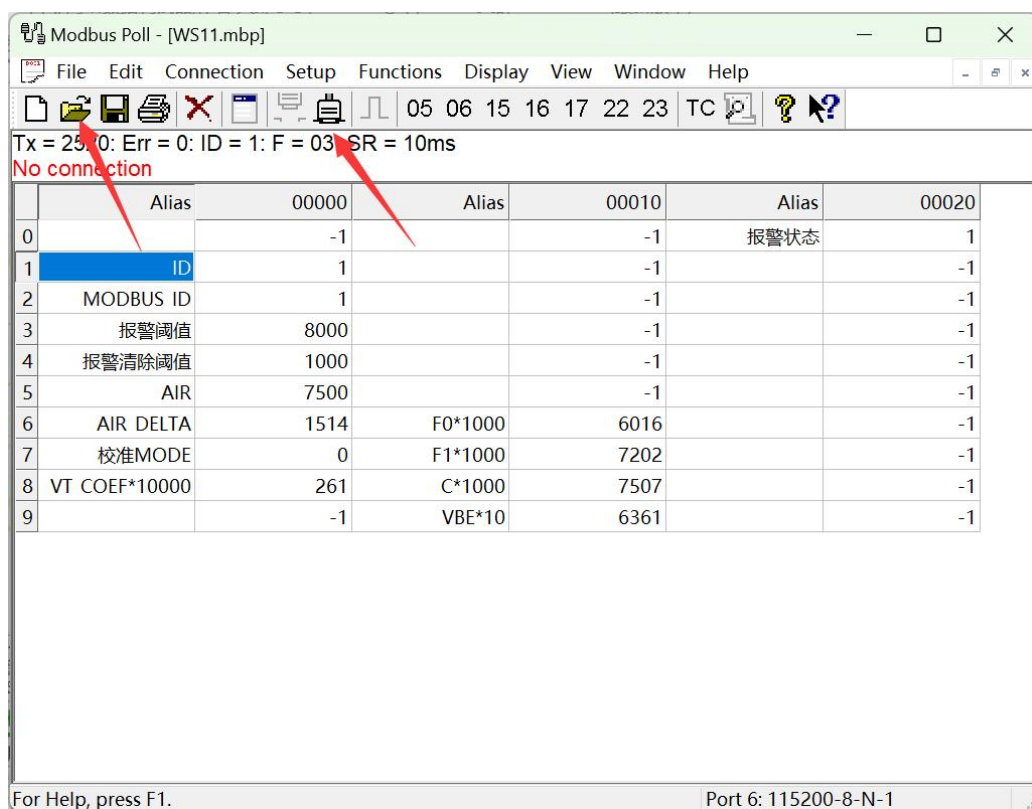 Modbus Poll - [WS11.mbp]
File Edit Connection Setup Functions Display View Window Help
05 06 15 16 17 22 23 TC
Tx = 2520: Err = 0: ID = 1: F = 03: SR = 10ms
No connection
Alias 00000 Alias 00010 Alias 00020
0 -1 -1 报警状态 1
1 ID 1 -1 -1
2 MODBUS ID 1 -1 -1
3 报警阈值 8000 -1 -1
4 报警清除阈值 1000 -1 -1
5 AIR 7500 -1 -1
6 AIR DELTA 1514 F0*1000 6016 -1
7 校准MODE 0 F1*1000 7202 -1
8 VT COEF*10000 261 C*1000 7507 -1
9 -1 VBE*10 6361 -1
For Help, press F1. Port 6: 115200-8-N-1